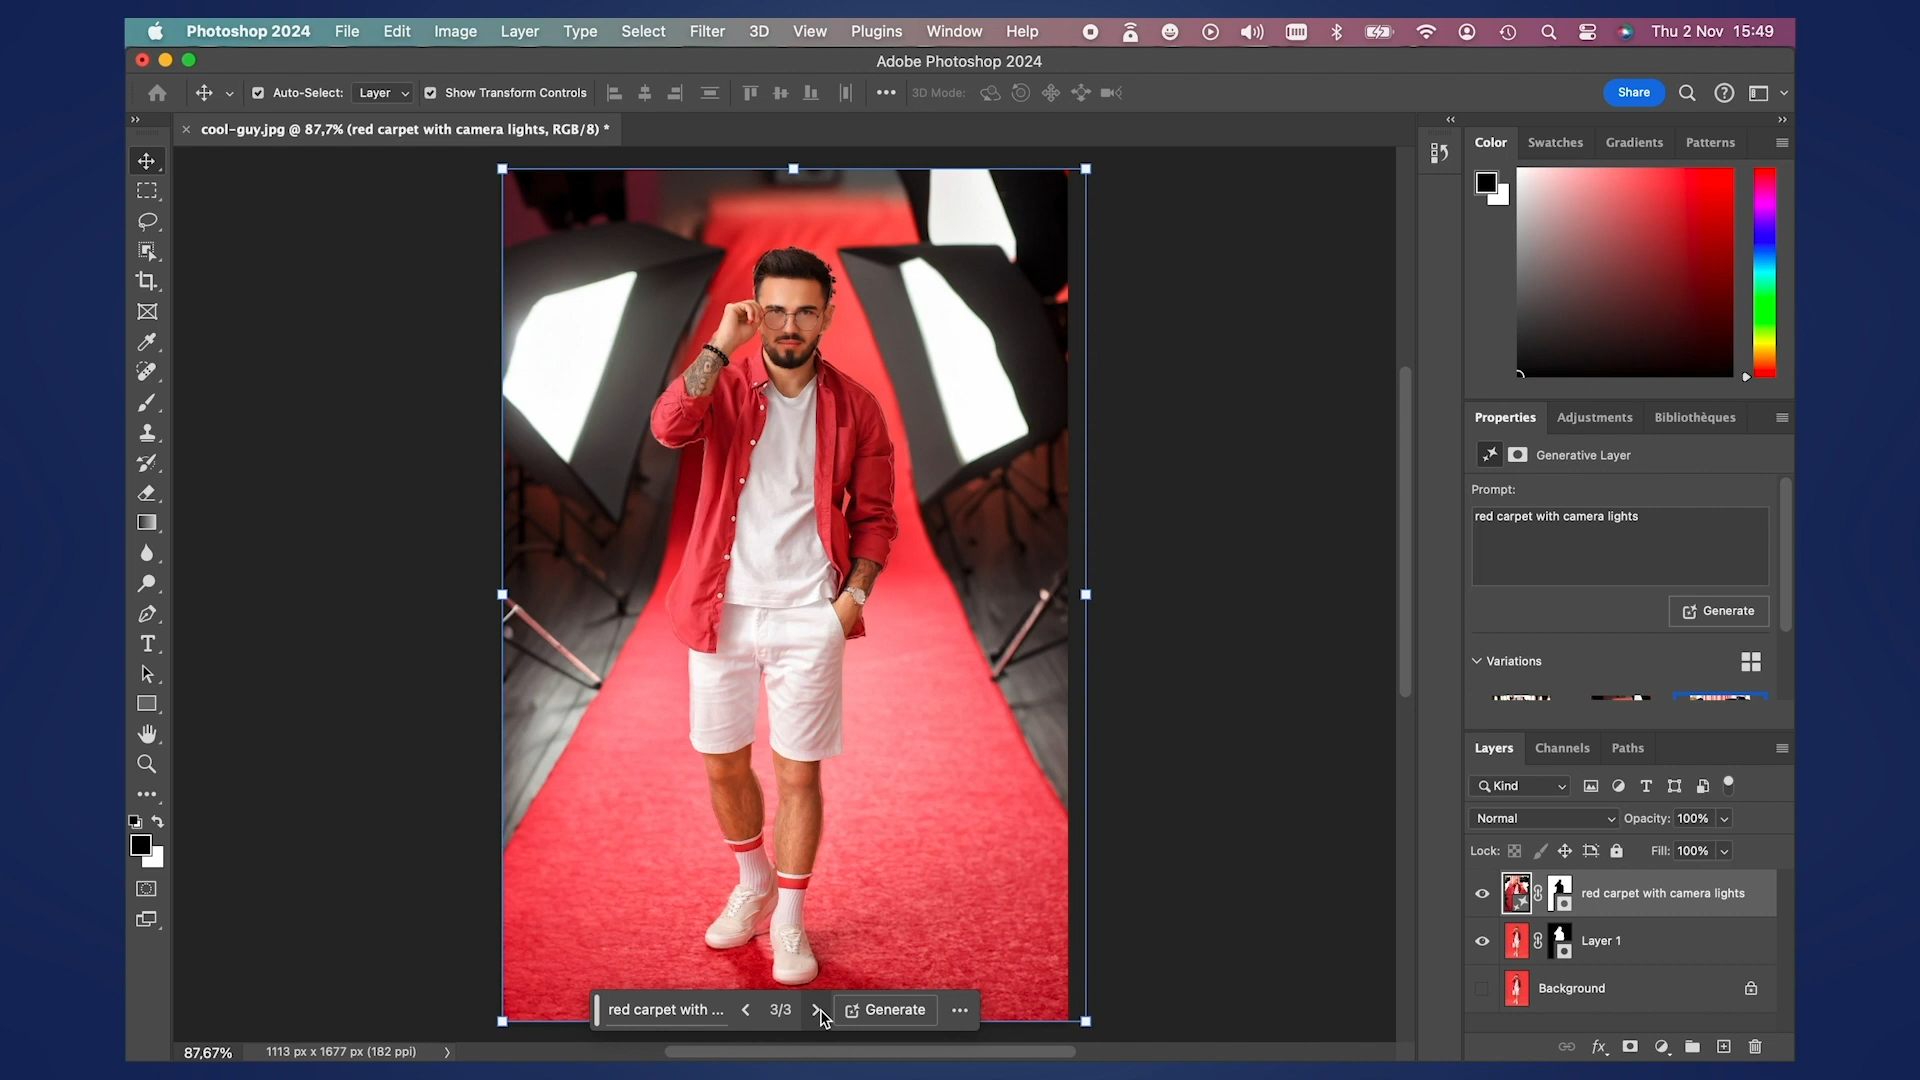 Photoshop 2024 File Edit Image Layer Type Select Filter 3D View Plugins Window Help Thu 2 Nov 15:49
Adobe Photoshop 2024
Auto-Select: Layer Show Transform Controls 3D Mode: Share
cool-guy.jpg @ 87,7% (red carpet with camera lights, RGB/8) *
Color Swatches Gradients Patterns
Properties Adjustments Bibliothèques
Generative Layer
Prompt:
red carpet with camera lights
Generate
Variations
Layers Channels Paths
Kind
Normal Opacity: 100%
Lock: Fill: 100%
red carpet with camera lights
Layer 1
Background
red carpet with ... 3/3 Generate
87,67% 1113 px x 1677 px (182 ppi)